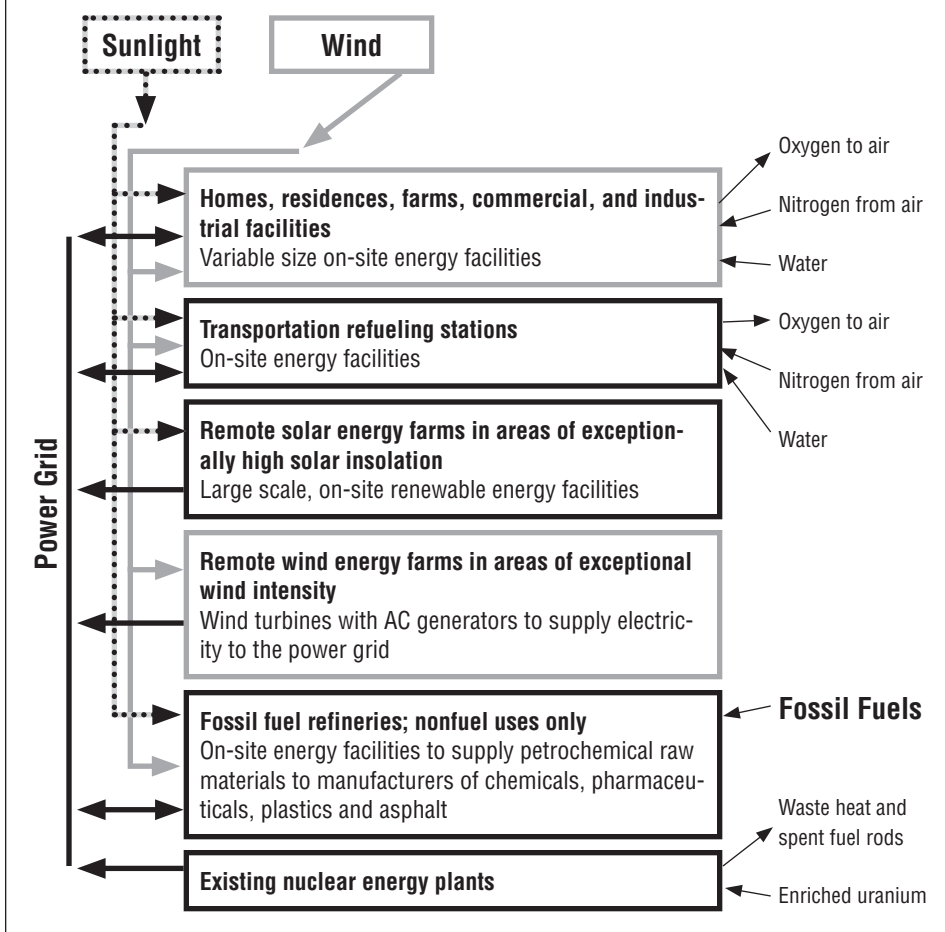 Sunlight
Wind
Homes, residences, farms, commercial, and indus-
trial facilities
Variable size on-site energy facilities
Oxygen to air
Nitrogen from air
Water
Transportation refueling stations
On-site energy facilities
Oxygen to air
Nitrogen from air
Water
Remote solar energy farms in areas of exception-
ally high solar insolation
Large scale, on-site renewable energy facilities
Power Grid
Remote wind energy farms in areas of exceptional
wind intensity
Wind turbines with AC generators to supply electric-
ity to the power grid
Fossil fuel refineries; nonfuel uses only
On-site energy facilities to supply petrochemical raw
materials to manufacturers of chemicals, pharmaceu-
ticals, plastics and asphalt
Fossil Fuels
Existing nuclear energy plants
Waste heat and
spent fuel rods
Enriched uranium